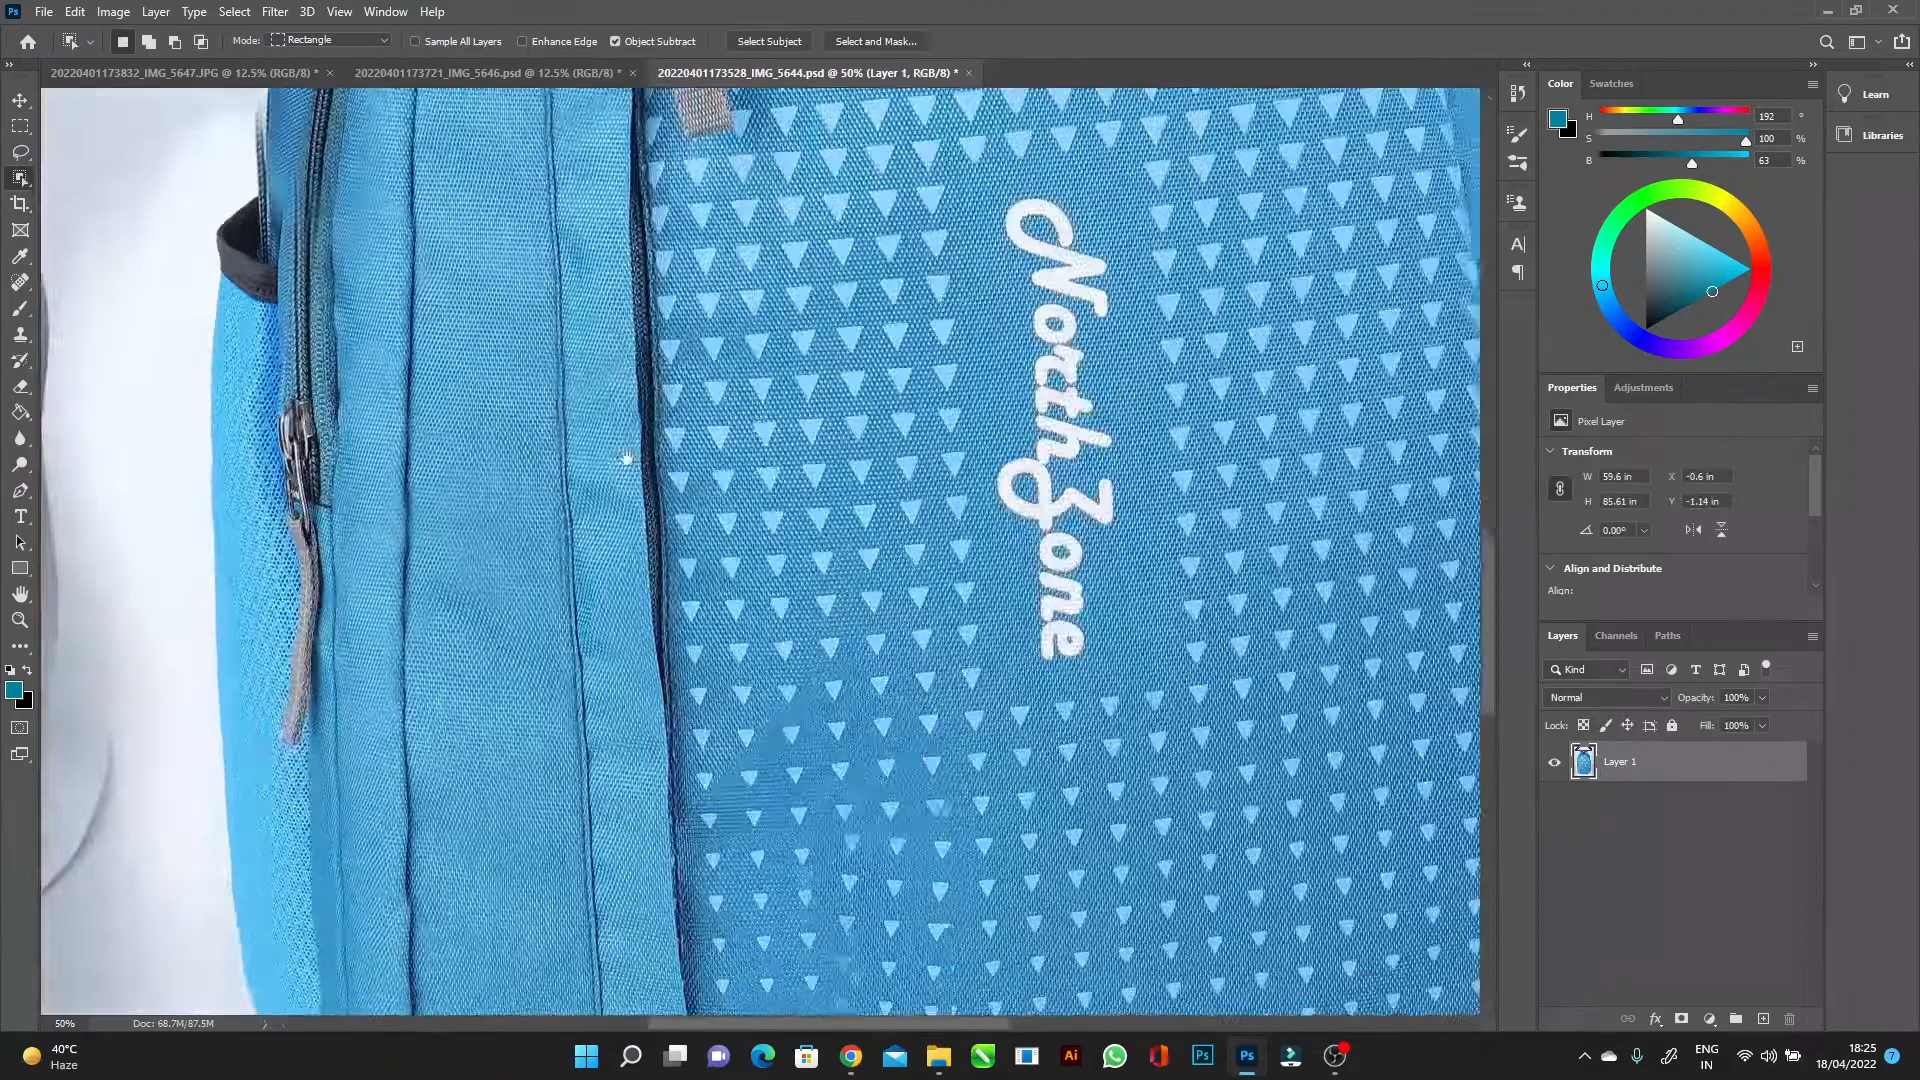 Ps File Edit Image Layer Type Select Filter 3D View Window Help
Mode: Rectangle Sample All Layers Enhance Edge Object Subtract Select Subject Select and Mask...
20220401173832_IMG_5647.JPG @ 12.5% (RGB/8) * × 20220401173721_IMG_5646.psd @ 12.5% (RGB/8) * × 20220401173528_IMG_5644.psd @ 50% (Layer 1, RGB/8) * ×
Color Swatches
H 192 °
S 100 %
B 63 %
Learn
Libraries
NorthZone
Properties Adjustments
Pixel Layer
Transform
W 59.6 in X -0.6 in
H 85.61 in Y -1.14 in
0.00°
Align and Distribute
Align:
Layers Channels Paths
Kind
Normal Opacity: 100%
Lock: Fill: 100%
Layer 1
50% Doc: 68.7M/87.5M
40°C
Haze
Ai Ps Ps
ENG
IN
18:25
18/04/2022
7